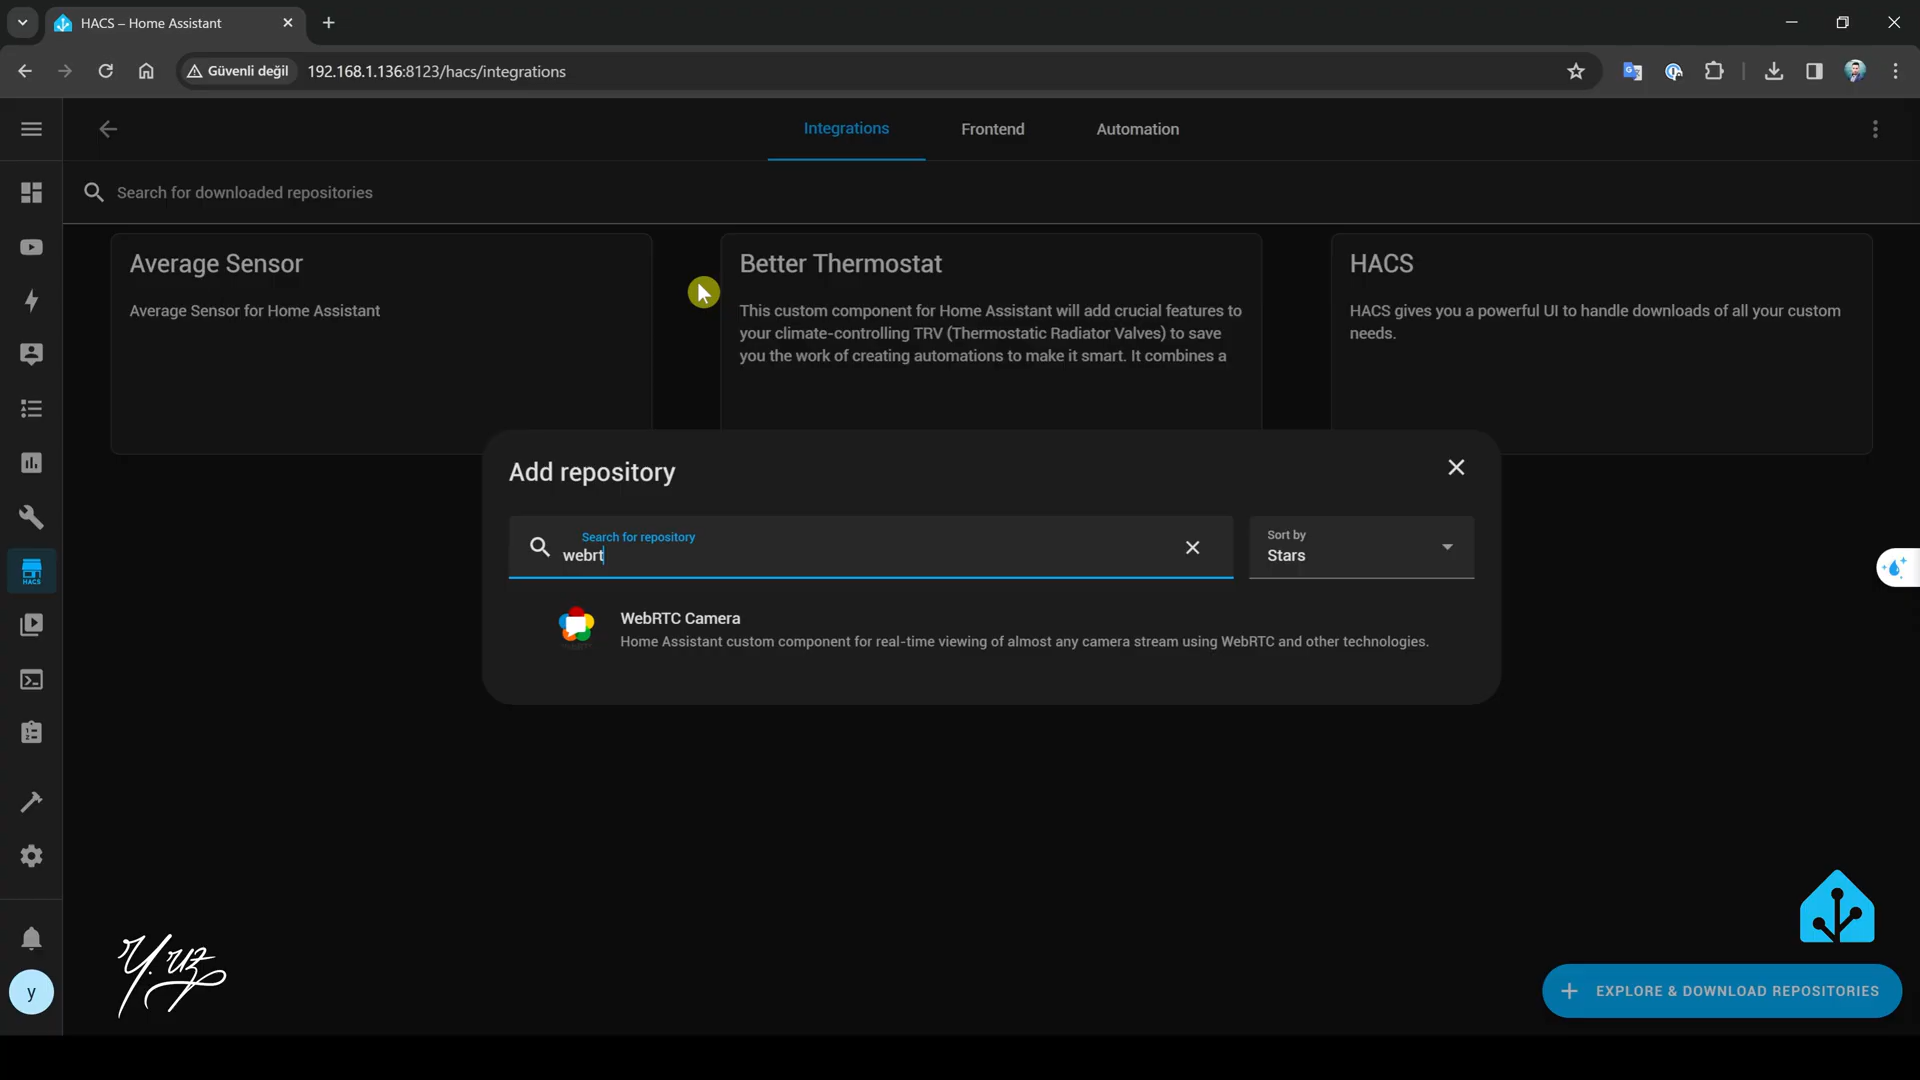 HACS – Home Assistant
Güvenli değil
192.168.1.136:8123/hacs/integrations
Integrations
Frontend
Automation
Search for downloaded repositories
Average Sensor
Average Sensor for Home Assistant
Better Thermostat
This custom component for Home Assistant will add crucial features to
your climate-controlling TRV (Thermostatic Radiator Valves) to save
you the work of creating automations to make it smart. It combines a
HACS
HACS gives you a powerful UI to handle downloads of all your custom
needs.
Add repository
Search for repository
webrt
Sort by
Stars
WebRTC Camera
Home Assistant custom component for real-time viewing of almost any camera stream using WebRTC and other technologies.
HACS
y
Y.uz
EXPLORE & DOWNLOAD REPOSITORIES